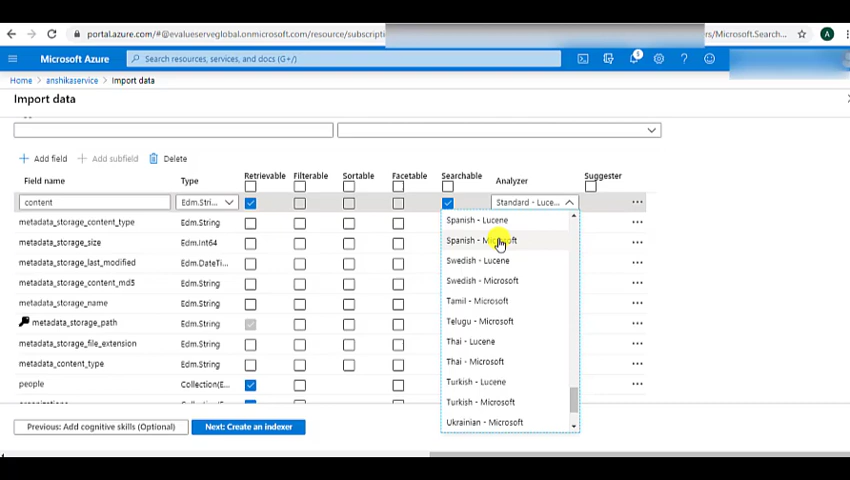 portal.azure.com/#@evalueserveglobal.onmicrosoft.com/resource/subscripti
ers/Microsoft.Search...
A
Microsoft Azure
Search resources, services, and docs (G+/)
Home > anshikaservice > Import data
Import data
Add field
Add subfield
Delete
Field name
Type
Retrievable
Filterable
Sortable
Facetable
Searchable
Analyzer
Suggester
content
Edm.Stri...
Standard - Luce...
metadata_storage_content_type Edm.String
metadata_storage_size Edm.Int64
metadata_storage_last_modified Edm.DateTi...
metadata_storage_content_md5 Edm.String
metadata_storage_name Edm.String
metadata_storage_path Edm.String
metadata_storage_file_extension Edm.String
metadata_content_type Edm.String
people Collection(E...
Spanish - Lucene
Spanish - Microsoft
Swedish - Lucene
Swedish - Microsoft
Tamil - Microsoft
Telugu - Microsoft
Thai - Lucene
Thai - Microsoft
Turkish - Lucene
Turkish - Microsoft
Ukrainian - Microsoft
Previous: Add cognitive skills (Optional)
Next: Create an indexer